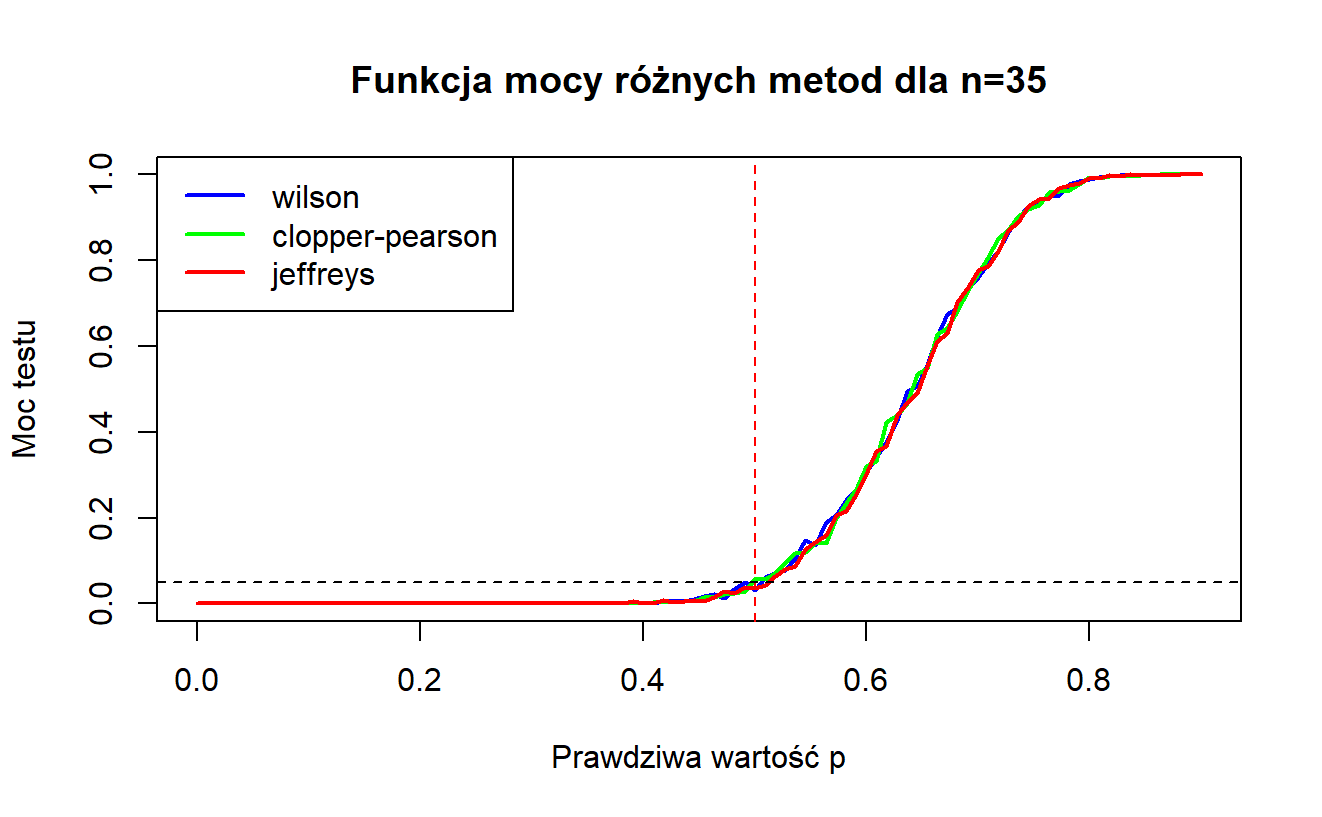 Funkcja mocy różnych metod dla n=35
wilson
clopper-pearson
jeffreys
Moc testu
1.0
0.8
0.6
0.4
0.2
0.0
0.0 0.2 0.4 0.6 0.8
Prawdziwa wartość p